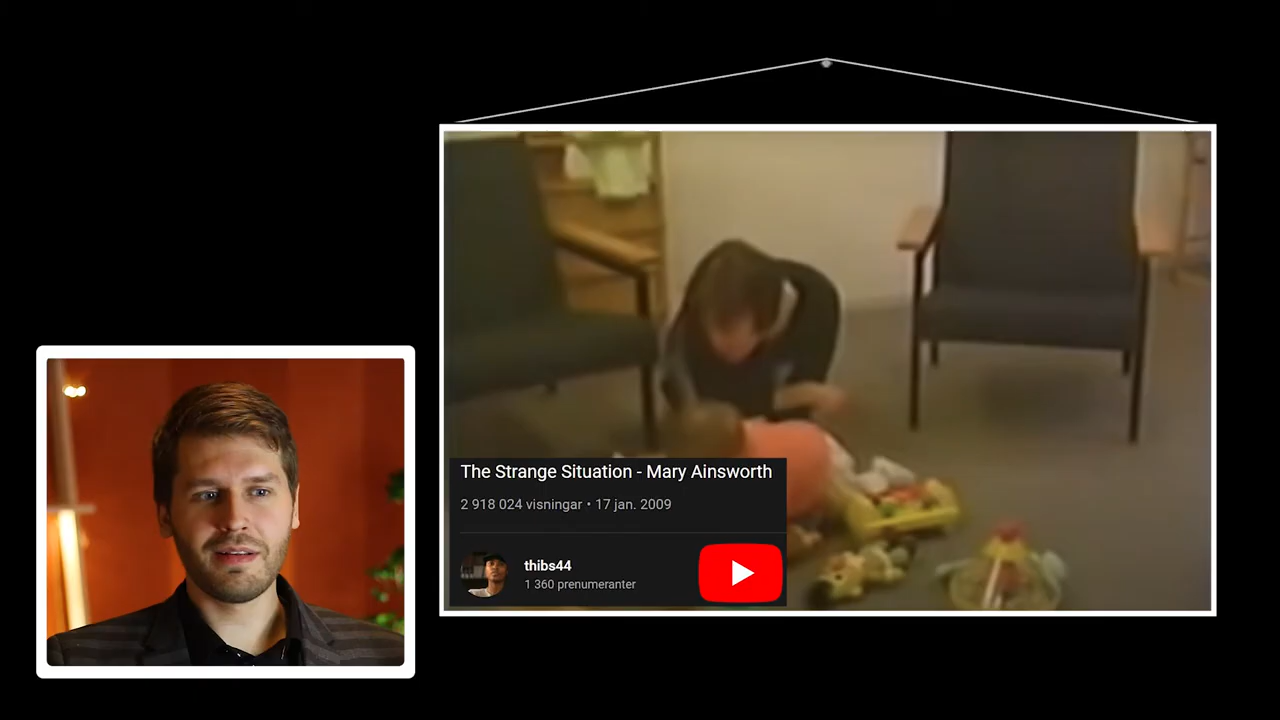 The Strange Situation - Mary Ainsworth
2 918 024 visningar • 17 jan. 2009
thibs44
1 360 prenumeranter